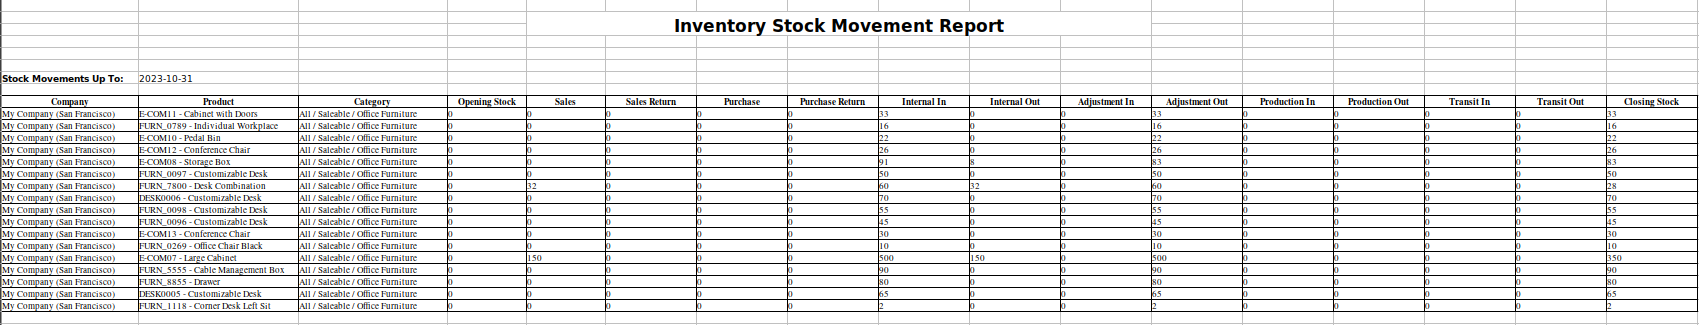 Inventory Stock Movement Report
Stock Movements Up To: 2023-10-31
Company Product Category Opening Stock Sales Sales Return Purchase Purchase Return Internal In Internal Out Adjustment In Adjustment Out Production In Production Out Transit In Transit Out Closing Stock
My Company (San Francisco) E-COM11 - Cabinet with Doors All / Saleable / Office Furniture 0 0 0 0 0 33 0 0 33 0 0 0 0 33
My Company (San Francisco) FURN_0789 - Individual Workplace All / Saleable / Office Furniture 0 0 0 0 0 16 0 0 16 0 0 0 0 16
My Company (San Francisco) E-COM10 - Pedal Bin All / Saleable / Office Furniture 0 0 0 0 0 22 0 0 22 0 0 0 0 22
My Company (San Francisco) E-COM12 - Conference Chair All / Saleable / Office Furniture 0 0 0 0 0 26 0 0 26 0 0 0 0 26
My Company (San Francisco) E-COM08 - Storage Box All / Saleable / Office Furniture 0 0 0 0 0 91 8 0 83 0 0 0 0 83
My Company (San Francisco) FURN_0097 - Customizable Desk All / Saleable / Office Furniture 0 0 0 0 0 50 0 0 50 0 0 0 0 50
My Company (San Francisco) FURN_7800 - Desk Combination All / Saleable / Office Furniture 0 32 0 0 0 60 32 0 60 0 0 0 0 28
My Company (San Francisco) DESK0006 - Customizable Desk All / Saleable / Office Furniture 0 0 0 0 0 70 0 0 70 0 0 0 0 70
My Company (San Francisco) FURN_0098 - Customizable Desk All / Saleable / Office Furniture 0 0 0 0 0 55 0 0 55 0 0 0 0 55
My Company (San Francisco) FURN_0096 - Customizable Desk All / Saleable / Office Furniture 0 0 0 0 0 45 0 0 45 0 0 0 0 45
My Company (San Francisco) E-COM13 - Conference Chair All / Saleable / Office Furniture 0 0 0 0 0 30 0 0 30 0 0 0 0 30
My Company (San Francisco) FURN_0269 - Office Chair Black All / Saleable / Office Furniture 0 0 0 0 0 10 0 0 10 0 0 0 0 10
My Company (San Francisco) E-COM07 - Large Cabinet All / Saleable / Office Furniture 0 150 0 0 0 500 150 0 500 0 0 0 0 350
My Company (San Francisco) FURN_5555 - Cable Management Box All / Saleable / Office Furniture 0 0 0 0 0 90 0 0 90 0 0 0 0 90
My Company (San Francisco) FURN_8855 - Drawer All / Saleable / Office Furniture 0 0 0 0 0 80 0 0 80 0 0 0 0 80
My Company (San Francisco) DESK0005 - Customizable Desk All / Saleable / Office Furniture 0 0 0 0 0 65 0 0 65 0 0 0 0 65
My Company (San Francisco) FURN_1118 - Corner Desk Left Sit All / Saleable / Office Furniture 0 0 0 0 0 2 0 0 2 0 0 0 0 2